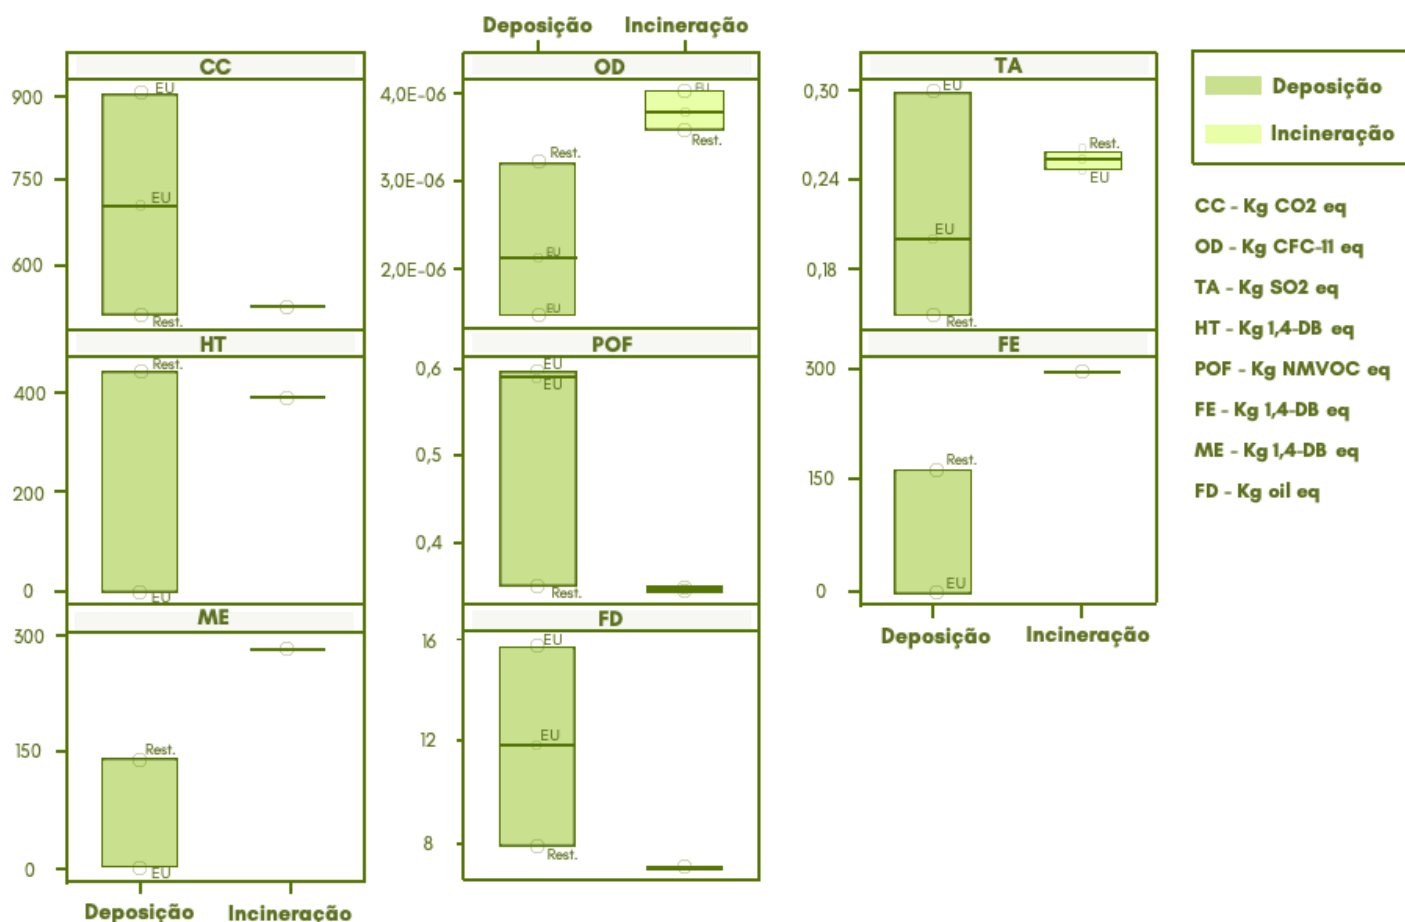 Deposição Incineração
CC
900
750
600
EU
EU
Rest.
OD
4,0E-06
3,0E-06
2,0E-06
EU
Rest.
Rest.
EU
EU
TA
0,30
0,24
0,18
EU
Rest.
EU
EU
Rest.
Deposição
Incineração
CC - Kg CO2 eq
OD - Kg CFC-11 eq
TA - Kg SO2 eq
HT - Kg 1,4-DB eq
POF - Kg NMVOC eq
FE - Kg 1,4-DB eq
ME - Kg 1,4-DB eq
FD - Kg oil eq
HT
400
200
0
Rest.
EU
POF
0,6
0,5
0,4
EU
EU
Rest.
FE
300
150
0
Rest.
EU
Deposição Incineração
ME
300
150
0
Rest.
EU
Deposição Incineração
FD
16
12
8
EU
EU
Rest.